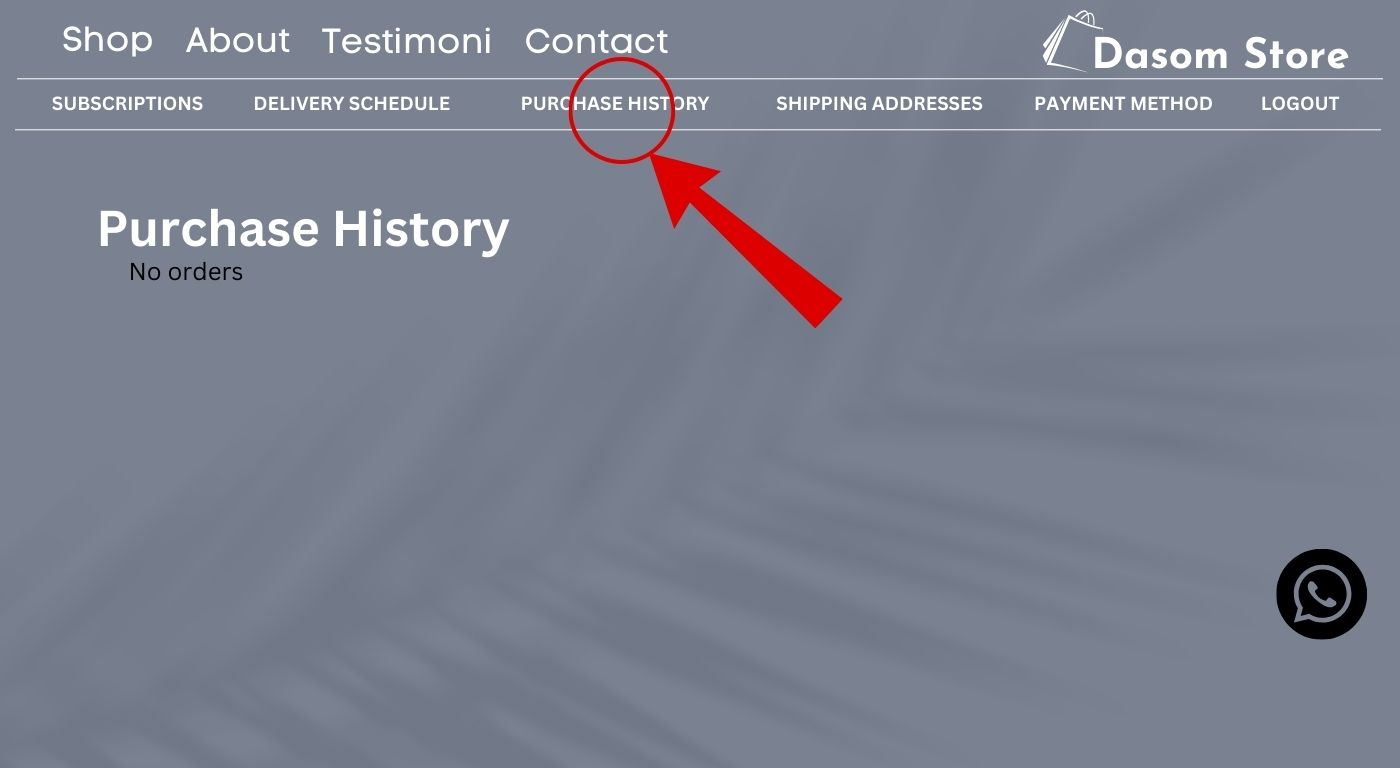 Shop About Testimoni Contact
Dasom Store
SUBSCRIPTIONS DELIVERY SCHEDULE PURCHASE HISTORY SHIPPING ADDRESSES PAYMENT METHOD LOGOUT
Purchase History
No orders